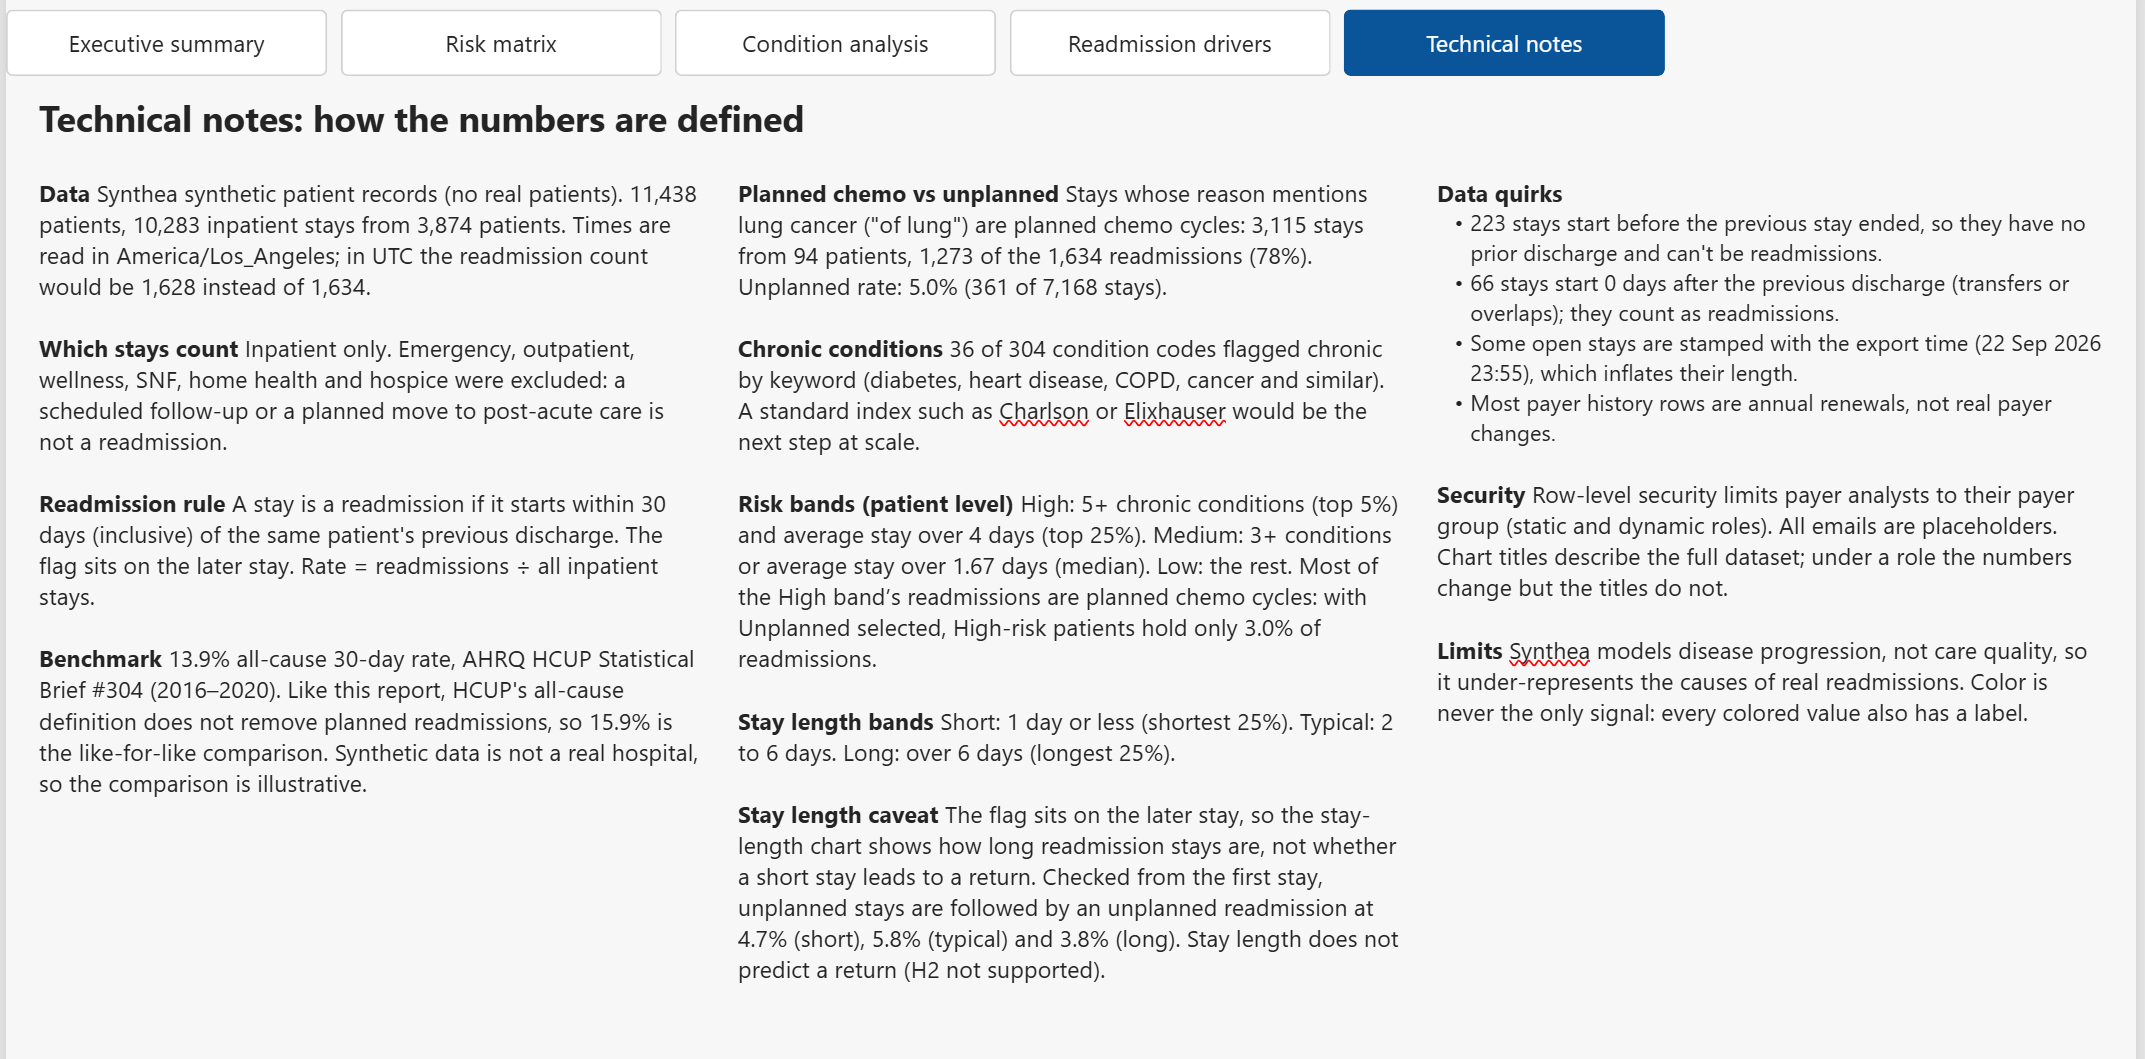 Executive summary
Risk matrix
Condition analysis
Readmission drivers
Technical notes
Technical notes: how the numbers are defined
Data Synthea synthetic patient records (no real patients). 11,438
patients, 10,283 inpatient stays from 3,874 patients. Times are
read in America/Los_Angeles; in UTC the readmission count
would be 1,628 instead of 1,634.
Which stays count Inpatient only. Emergency, outpatient,
wellness, SNF, home health and hospice were excluded: a
scheduled follow-up or a planned move to post-acute care is
not a readmission.
Readmission rule A stay is a readmission if it starts within 30
days (inclusive) of the same patient's previous discharge. The
flag sits on the later stay. Rate = readmissions ÷ all inpatient
stays.
Benchmark 13.9% all-cause 30-day rate, AHRQ HCUP Statistical
Brief #304 (2016–2020). Like this report, HCUP's all-cause
definition does not remove planned readmissions, so 15.9% is
the like-for-like comparison. Synthetic data is not a real hospital,
so the comparison is illustrative.
Planned chemo vs unplanned Stays whose reason mentions
lung cancer ("of lung") are planned chemo cycles: 3,115 stays
from 94 patients, 1,273 of the 1,634 readmissions (78%).
Unplanned rate: 5.0% (361 of 7,168 stays).
Chronic conditions 36 of 304 condition codes flagged chronic
by keyword (diabetes, heart disease, COPD, cancer and similar).
A standard index such as Charlson or Elixhauser would be the
next step at scale.
Risk bands (patient level) High: 5+ chronic conditions (top 5%)
and average stay over 4 days (top 25%). Medium: 3+ conditions
or average stay over 1.67 days (median). Low: the rest. Most of
the High band’s readmissions are planned chemo cycles: with
Unplanned selected, High-risk patients hold only 3.0% of
readmissions.
Stay length bands Short: 1 day or less (shortest 25%). Typical: 2
to 6 days. Long: over 6 days (longest 25%).
Stay length caveat The flag sits on the later stay, so the stay-
length chart shows how long readmission stays are, not whether
a short stay leads to a return. Checked from the first stay,
unplanned stays are followed by an unplanned readmission at
4.7% (short), 5.8% (typical) and 3.8% (long). Stay length does not
predict a return (H2 not supported).
Data quirks
• 223 stays start before the previous stay ended, so they have no
prior discharge and can't be readmissions.
• 66 stays start 0 days after the previous discharge (transfers or
overlaps); they count as readmissions.
• Some open stays are stamped with the export time (22 Sep 2026
23:55), which inflates their length.
• Most payer history rows are annual renewals, not real payer
changes.
Security Row-level security limits payer analysts to their payer
group (static and dynamic roles). All emails are placeholders.
Chart titles describe the full dataset; under a role the numbers
change but the titles do not.
Limits Synthea models disease progression, not care quality, so
it under-represents the causes of real readmissions. Color is
never the only signal: every colored value also has a label.